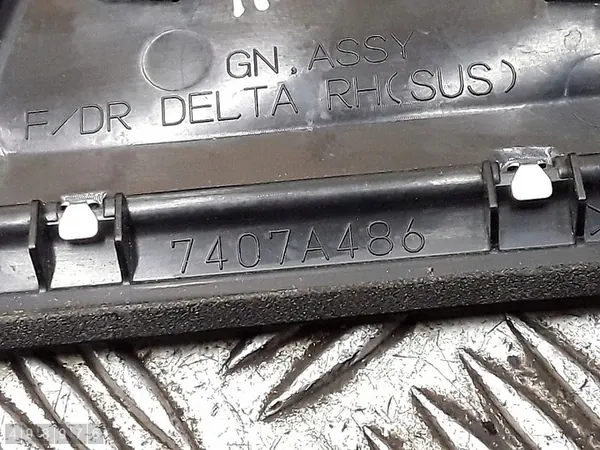 GN, ASSY
F/DR DELTA RH(SUS)
7407A486